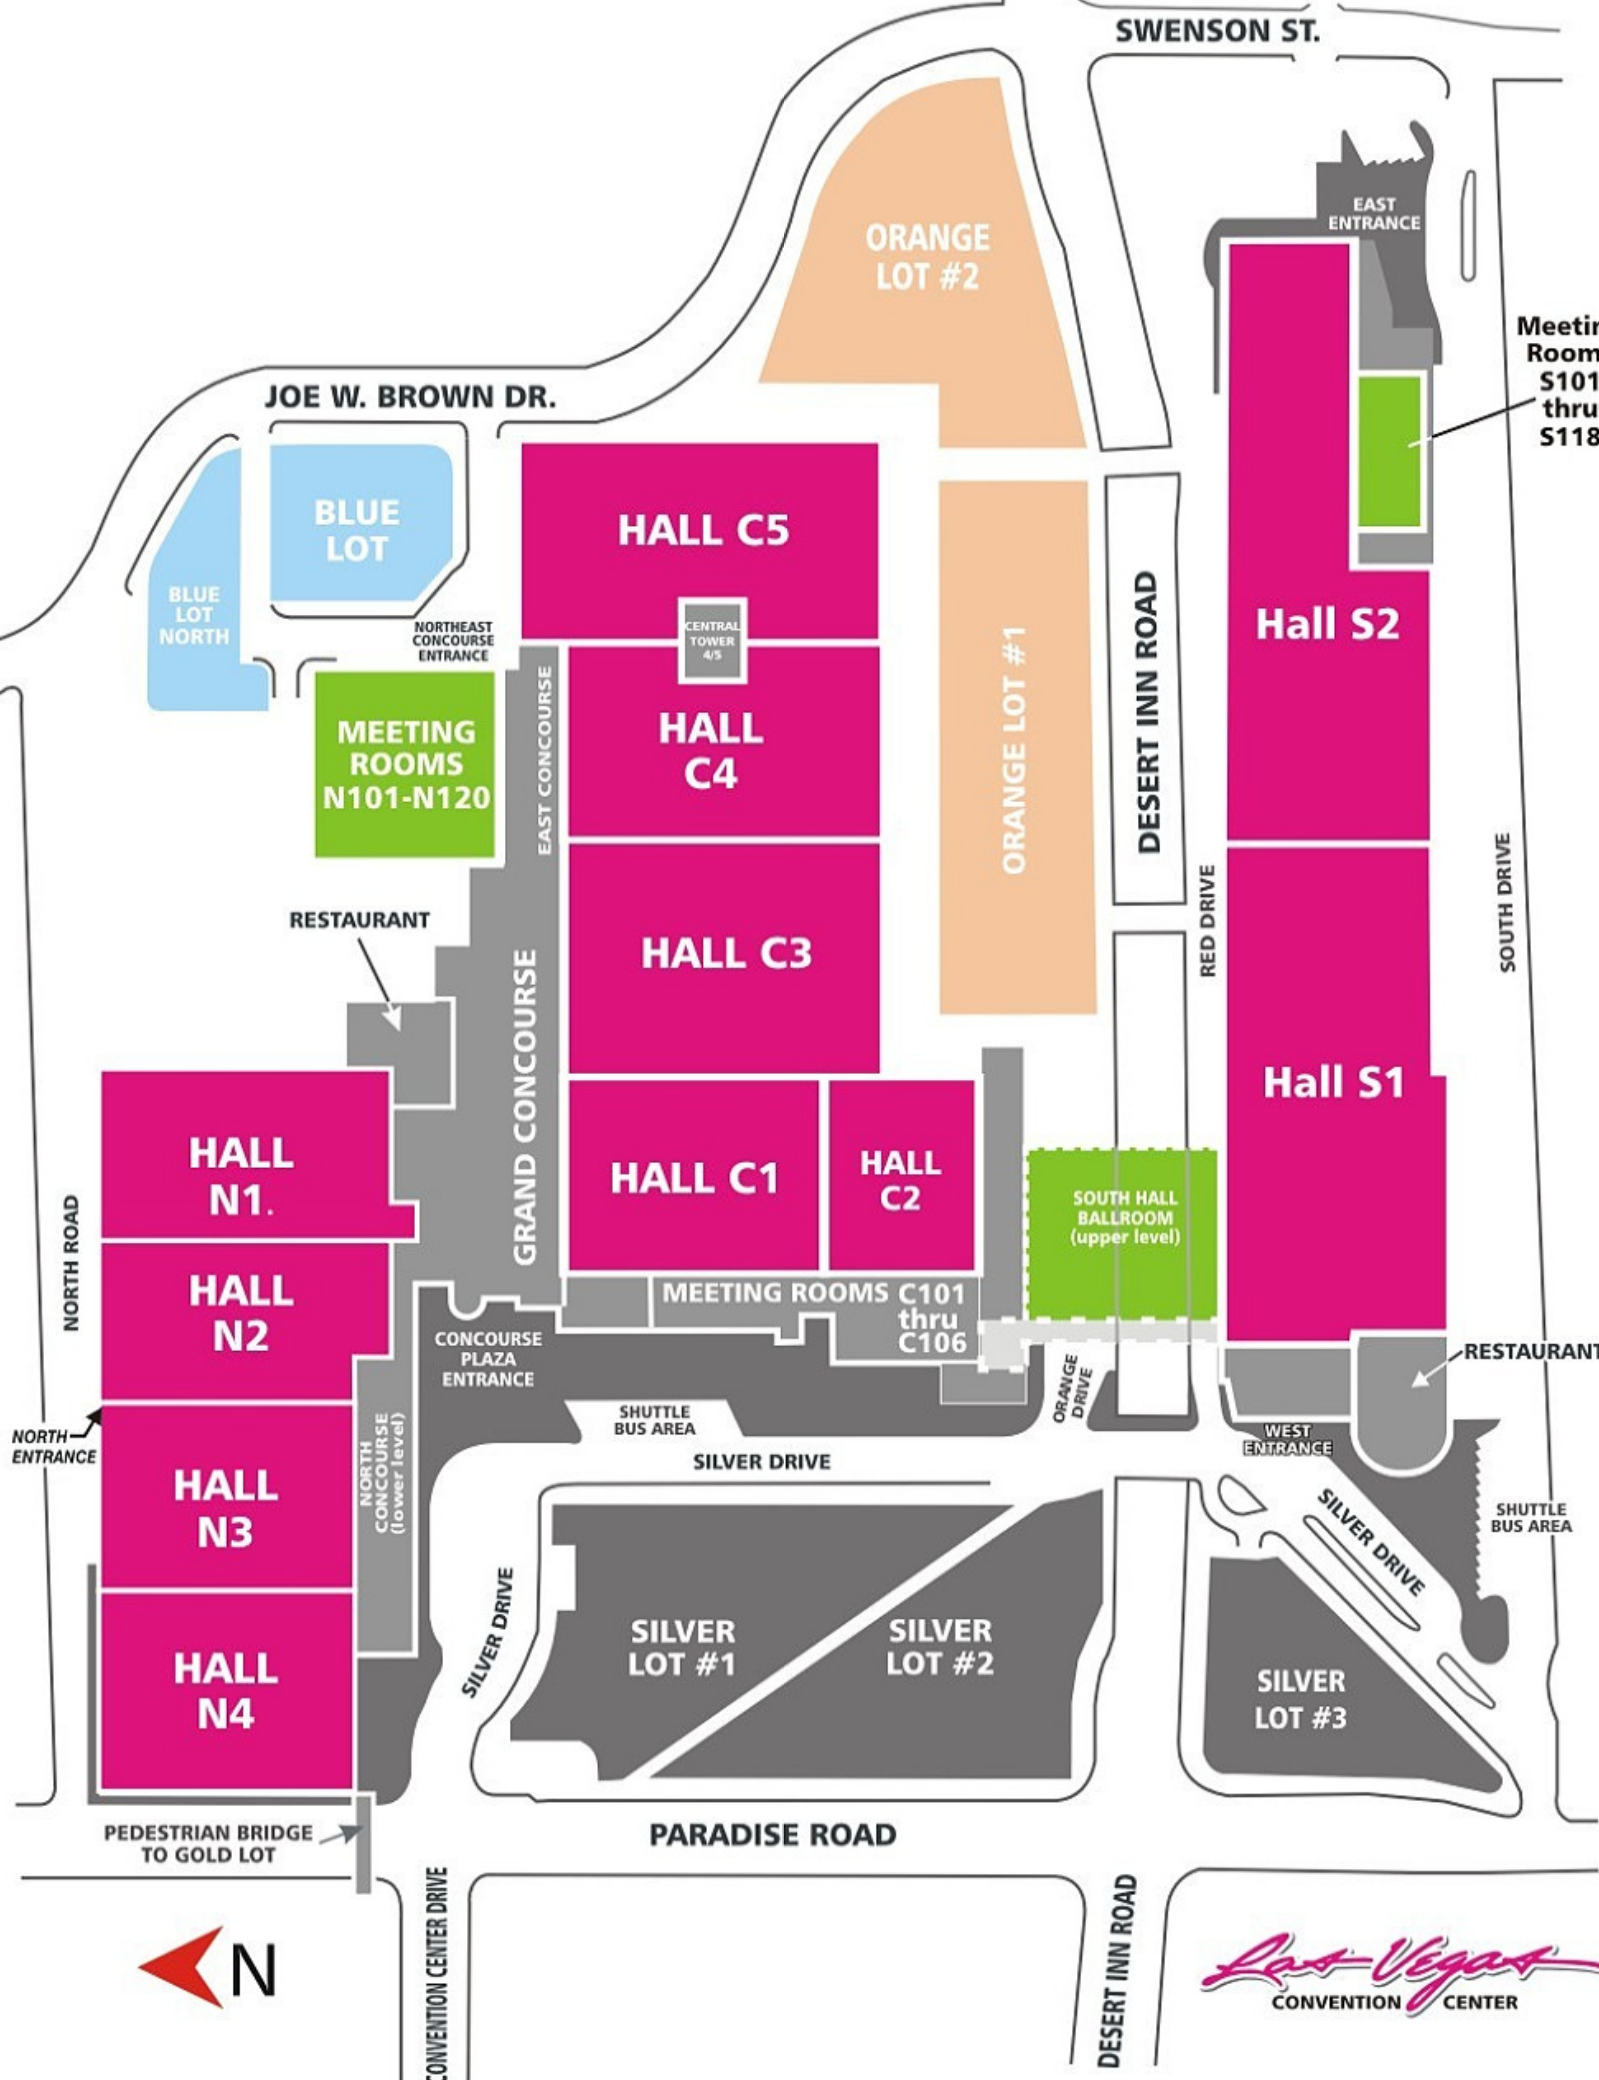 SWENSON ST.
EAST
ENTRANCE
ORANGE
LOT #2
Meetin
Room
S101
thru
S118
JOE W. BROWN DR.
BLUE
LOT
BLUE
LOT
NORTH
NORTHEAST
CONCOURSE
ENTRANCE
HALL C5
CENTRAL
TOWER
4/5
HALL
C4
EAST CONCOURSE
MEETING
ROOMS
N101-N120
ORANGE LOT #1
DESERT INN ROAD
Hall S2
RED DRIVE
SOUTH DRIVE
RESTAURANT
HALL C3
GRAND CONCOURSE
Hall S1
HALL
N1.
HALL C1
HALL
C2
SOUTH HALL
BALLROOM
(upper level)
NORTH ROAD
HALL
N2
MEETING ROOMS C101
thru
C106
CONCOURSE
PLAZA
ENTRANCE
ORANGE
DRIVE
RESTAURANT
NORTH
ENTRANCE
SHUTTLE
BUS AREA
WEST
ENTRANCE
SILVER DRIVE
NORTH
CONCOURSE
(lower level)
HALL
N3
SILVER DRIVE
SHUTTLE
BUS AREA
SILVER DRIVE
SILVER
LOT #1
SILVER
LOT #2
SILVER
LOT #3
HALL
N4
PEDESTRIAN BRIDGE
TO GOLD LOT
PARADISE ROAD
CONVENTION CENTER DRIVE
DESERT INN ROAD
N
Las Vegas
CONVENTION CENTER